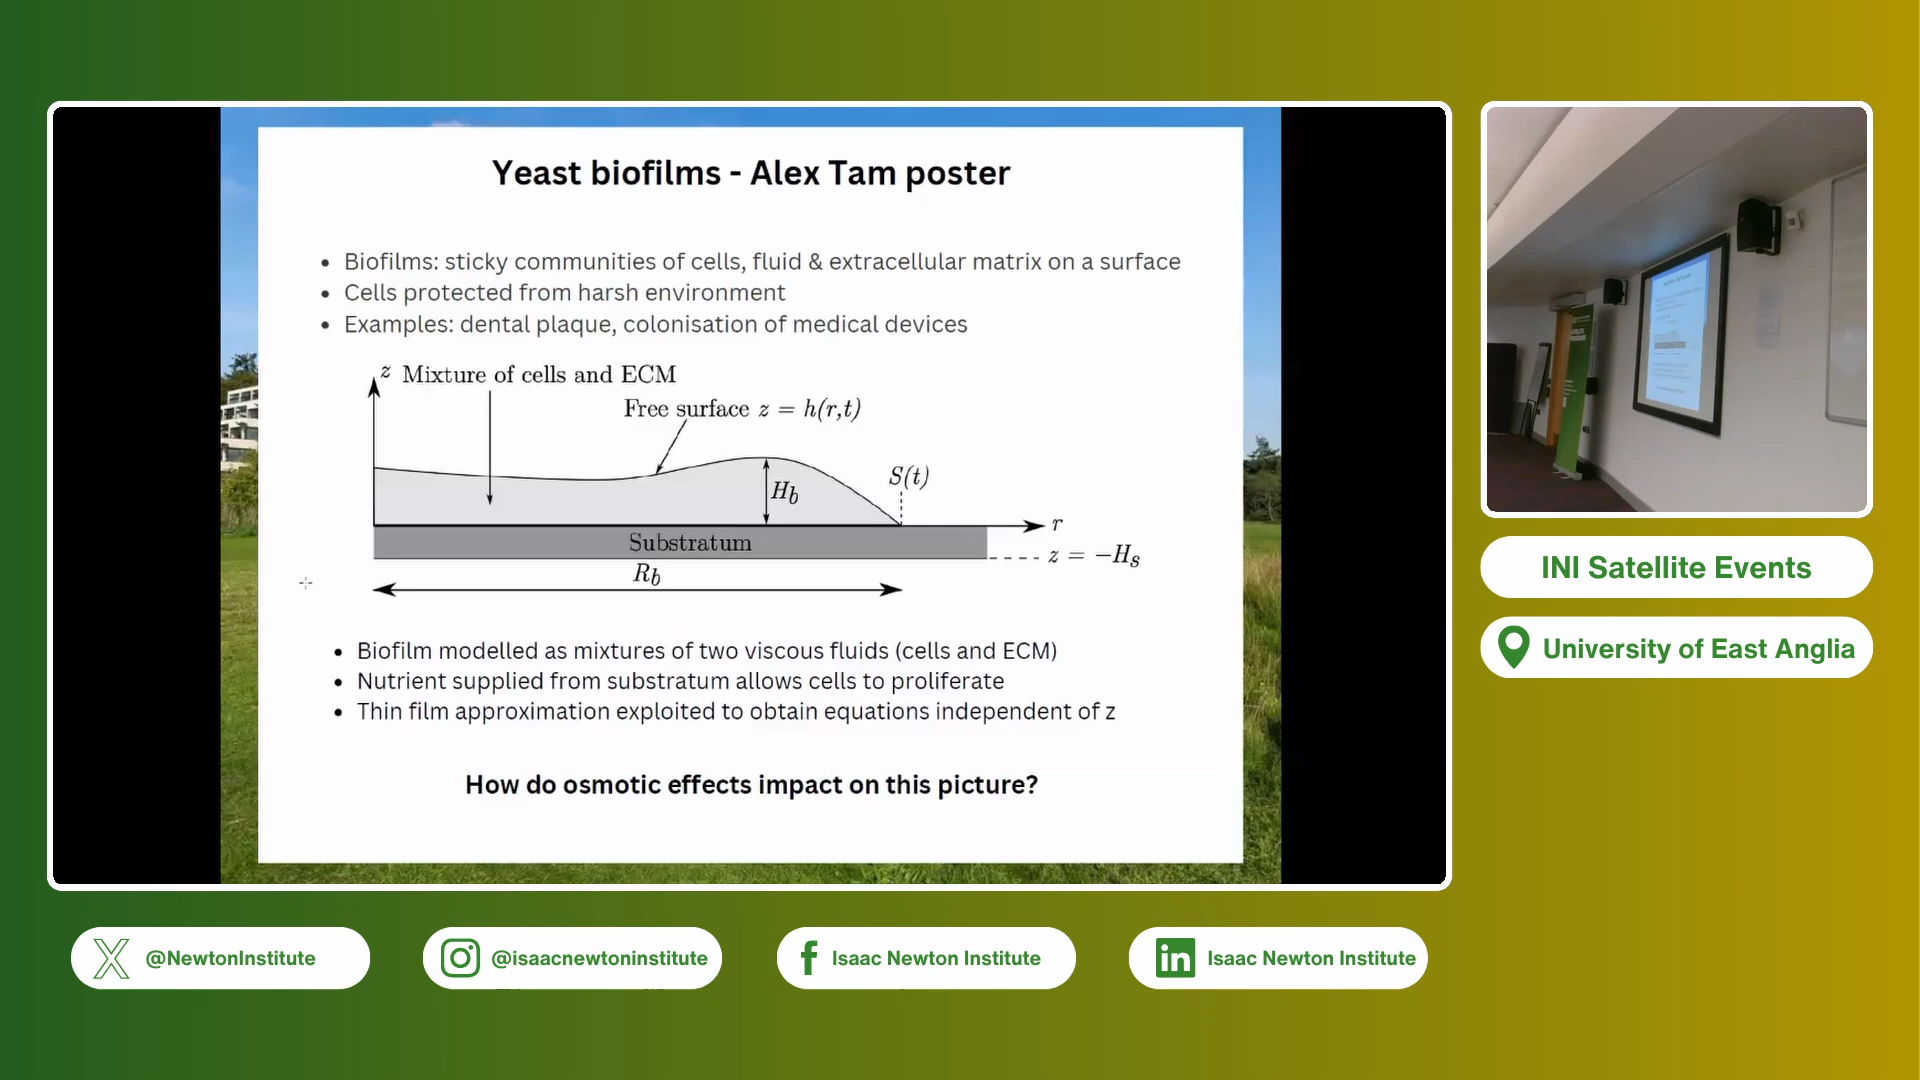 Yeast biofilms - Alex Tam poster
• Biofilms: sticky communities of cells, fluid & extracellular matrix on a surface
• Cells protected from harsh environment
• Examples: dental plaque, colonisation of medical devices
z Mixture of cells and ECM
Free surface z = h(r,t)
S(t)
H_b
r
Substratum
z = −H_s
R_b
• Biofilm modelled as mixtures of two viscous fluids (cells and ECM)
• Nutrient supplied from substratum allows cells to proliferate
• Thin film approximation exploited to obtain equations independent of z
How do osmotic effects impact on this picture?
INI Satellite Events
University of East Anglia
@NewtonInstitute
@isaacnewtoninstitute
Isaac Newton Institute
Isaac Newton Institute